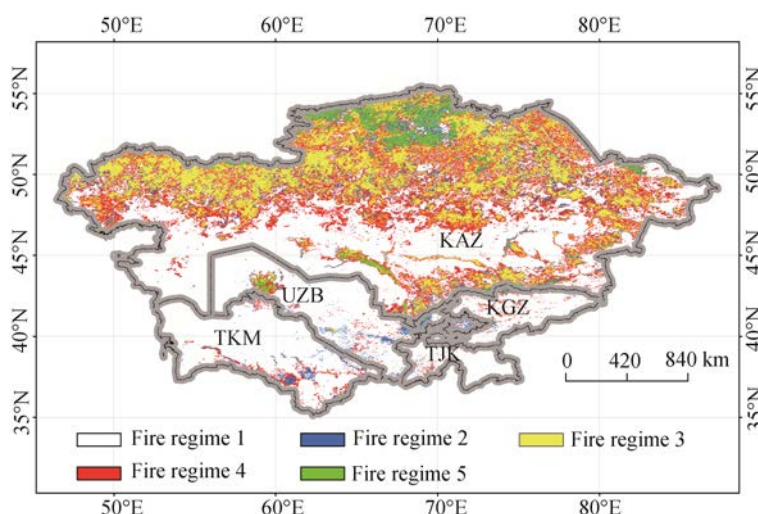 50°E 60°E 70°E 80°E
55°N 55°N
50°N 50°N
45°N KAZ 45°N
UZB
KGZ
40°N TKM 40°N
TJK
0 420 840 km
35°N 35°N
Fire regime 1 Fire regime 2 Fire regime 3
Fire regime 4 Fire regime 5
50°E 60°E 70°E 80°E